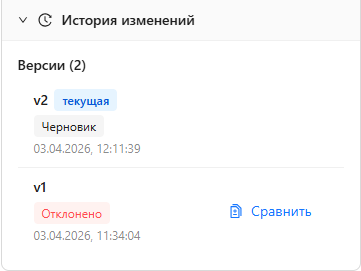 История изменений
Версии (2)
v2 текущая
Черновик
03.04.2026, 12:11:39
v1
Отклонено
Сравнить
03.04.2026, 11:34:04